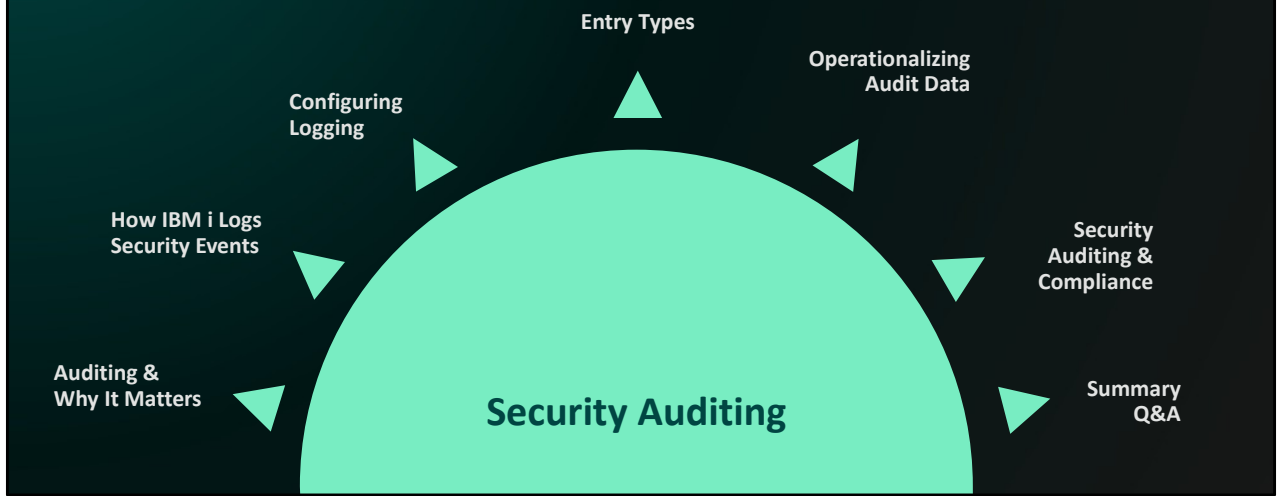 Entry Types
Operationalizing
Audit Data
Configuring
Logging
How IBM i Logs
Security Events
Security
Auditing &
Compliance
Auditing &
Why It Matters
Summary
Q&A
Security Auditing